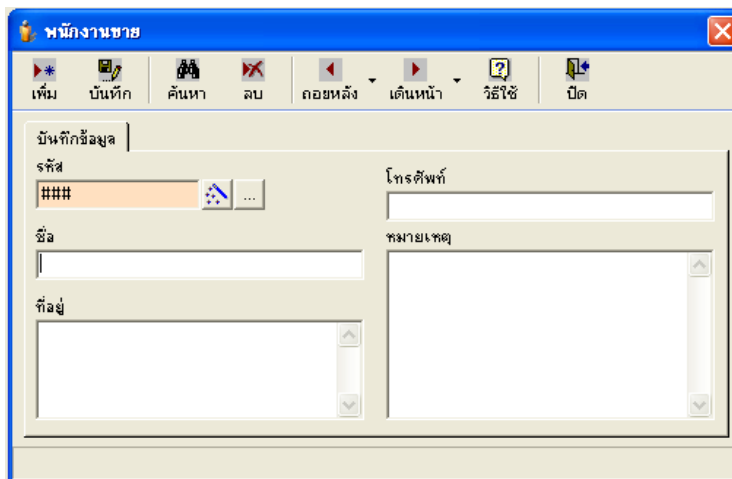 พนักงานขาย
เพิ่ม บันทึก ค้นหา ลบ ถอยหลัง เดินหน้า วิธีใช้ ปิด
บันทึกข้อมูล
รหัส
###
...
ชื่อ
ที่อยู่
โทรศัพท์
หมายเหตุ